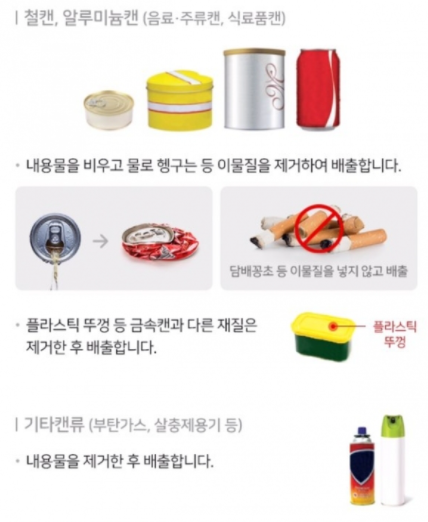 | 철캔, 알루미늄캔 (음료·주류캔, 식료품캔)
• 내용물을 비우고 물로 헹구는 등 이물질을 제거하여 배출합니다.
담배꽁초 등 이물질을 넣지 않고 배출
• 플라스틱 뚜껑 등 금속캔과 다른 재질은
제거한 후 배출합니다.
플라스틱
뚜껑
| 기타캔류 (부탄가스, 살충제용기 등)
• 내용물을 제거한 후 배출합니다.